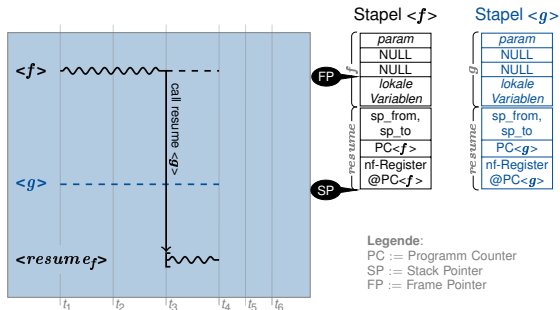 Stapel <f>
Stapel <g>
<f>
call resume <g>
<g>
<resume_f>
t1 t2 t3 t4 t5 t6
FP
SP
f
resume
param
NULL
NULL
lokale
Variablen
sp_from,
sp_to
PC<f>
nf-Register
@PC<f>
g
resume
param
NULL
NULL
lokale
Variablen
sp_from,
sp_to
PC<g>
nf-Register
@PC<g>
Legende:
PC := Programm Counter
SP := Stack Pointer
FP := Frame Pointer